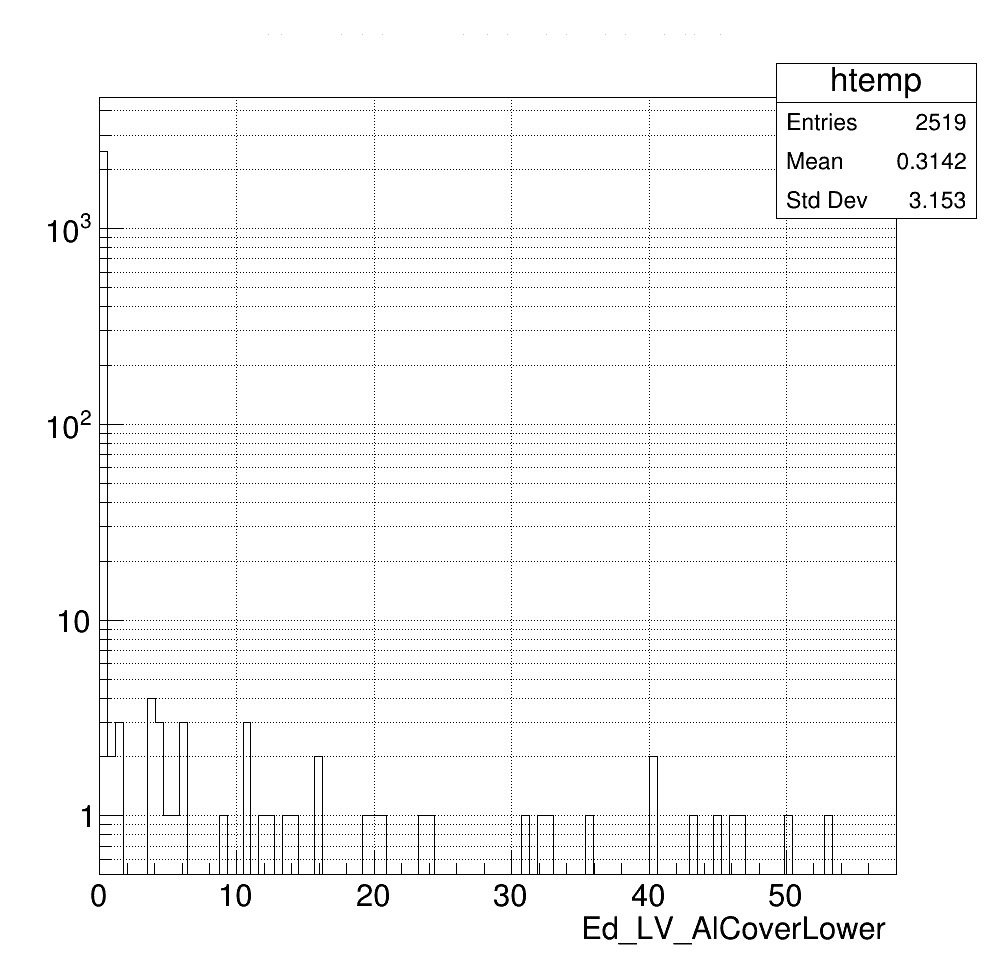 htemp
Entries 2519
Mean 0.3142
Std Dev 3.153
10³
10²
10
1
0 10 20 30 40 50
Ed_LV_AlCoverLower